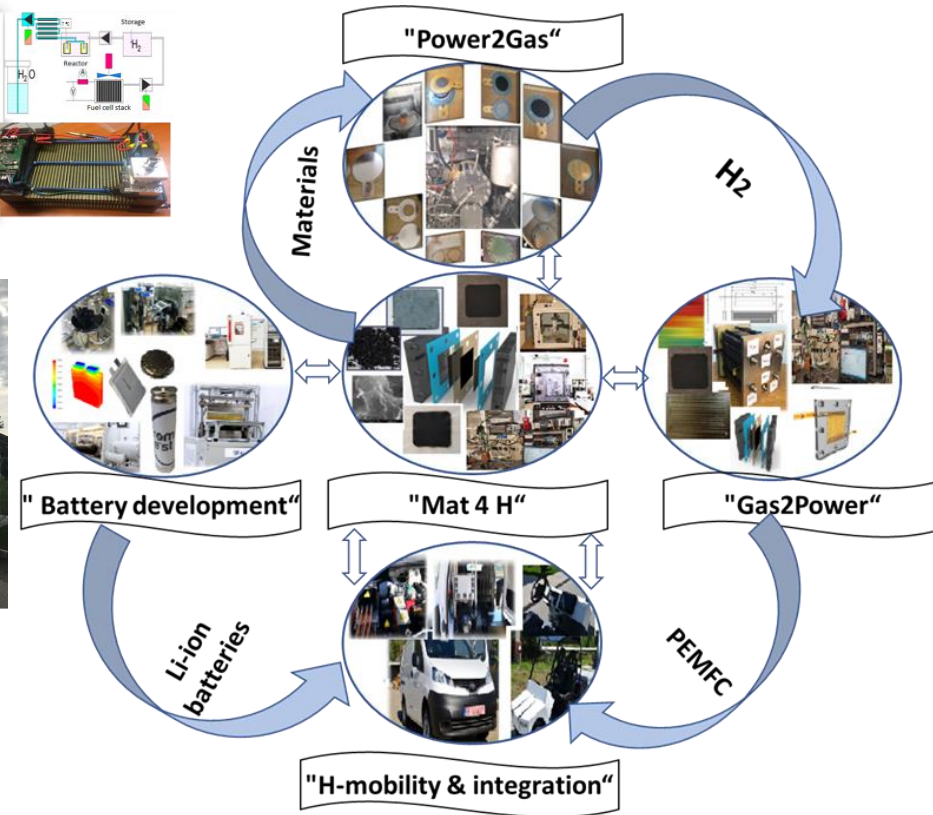 "Power2Gas“
Storage
H2
Reactor
H2O
A
V
Fuel cell stack
Materials
H2
" Battery development“
"Mat 4 H"
"Gas2Power“
Li-ion
batteries
PEMFC
"H-mobility & integration“